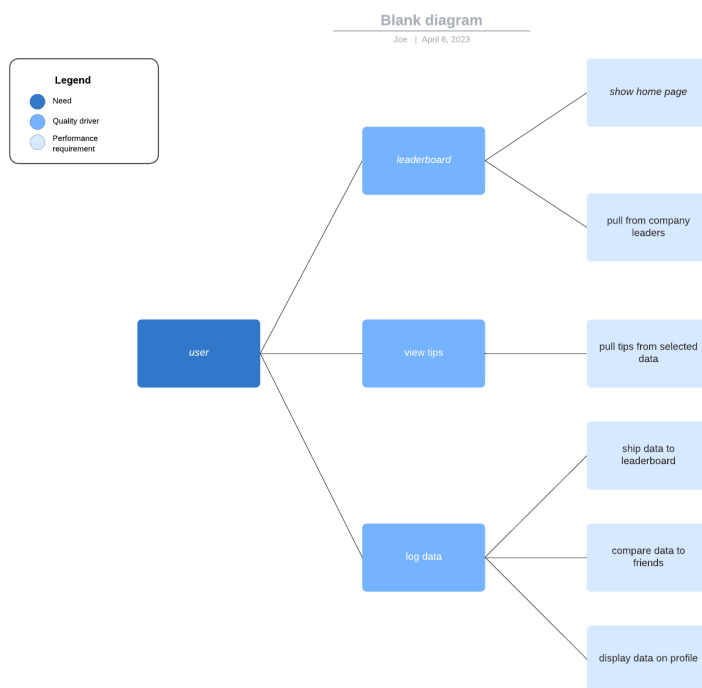 Blank diagram
Joe | April 6, 2023
Legend
Need
Quality driver
Performance
requirement
show home page
leaderboard
pull from company
leaders
user
view tips
pull tips from selected
data
ship data to
leaderboard
log data
compare data to
friends
display data on profile